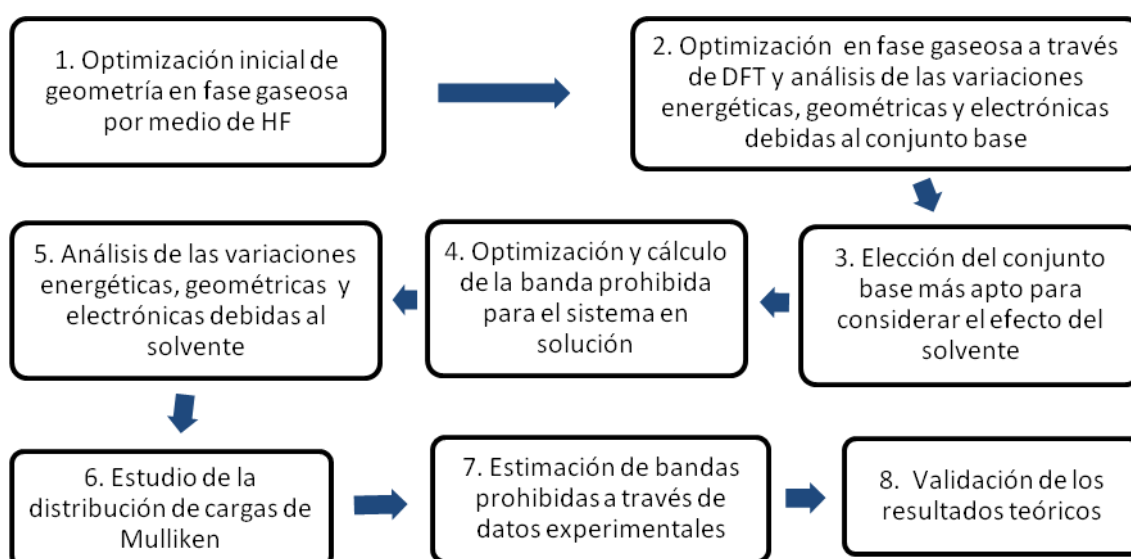 1. Optimización inicial de
geometría en fase gaseosa
por medio de HF
2. Optimización en fase gaseosa a través
de DFT y análisis de las variaciones
energéticas, geométricas y electrónicas
debidas al conjunto base
3. Elección del conjunto
base más apto para
considerar el efecto del
solvente
4. Optimización y cálculo
de la banda prohibida
para el sistema en
solución
5. Análisis de las variaciones
energéticas, geométricas y
electrónicas debidas al
solvente
6. Estudio de la
distribución de cargas de
Mulliken
7. Estimación de bandas
prohibidas a través de
datos experimentales
8. Validación de los
resultados teóricos